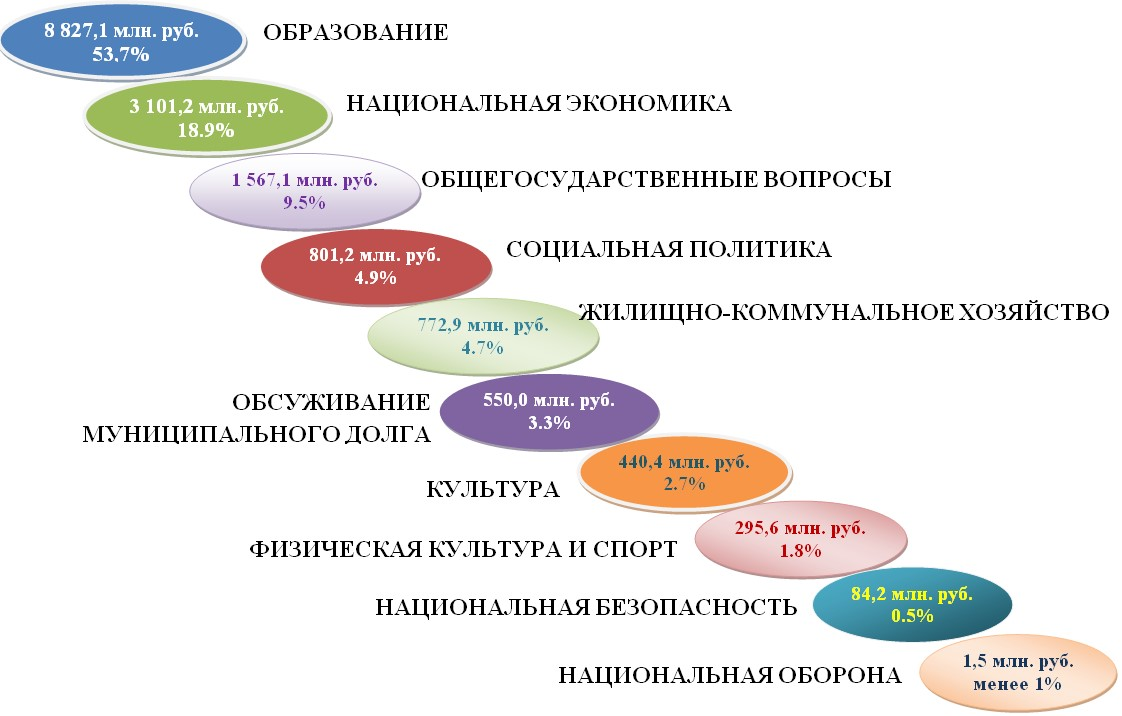 8 827,1 млн. руб.
53,7%
ОБРАЗОВАНИЕ
3 101,2 млн. руб.
18.9%
НАЦИОНАЛЬНАЯ ЭКОНОМИКА
1 567,1 млн. руб.
9.5%
ОБЩЕГОСУДАРСТВЕННЫЕ ВОПРОСЫ
801,2 млн. руб.
4.9%
СОЦИАЛЬНАЯ ПОЛИТИКА
772,9 млн. руб.
4.7%
ЖИЛИЩНО-КОММУНАЛЬНОЕ ХОЗЯЙСТВО
ОБСУЖИВАНИЕ
МУНИЦИПАЛЬНОГО ДОЛГА
550,0 млн. руб.
3.3%
КУЛЬТУРА
440,4 млн. руб.
2.7%
ФИЗИЧЕСКАЯ КУЛЬТУРА И СПОРТ
295,6 млн. руб.
1.8%
НАЦИОНАЛЬНАЯ БЕЗОПАСНОСТЬ
84,2 млн. руб.
0.5%
НАЦИОНАЛЬНАЯ ОБОРОНА
1,5 млн. руб.
менее 1%